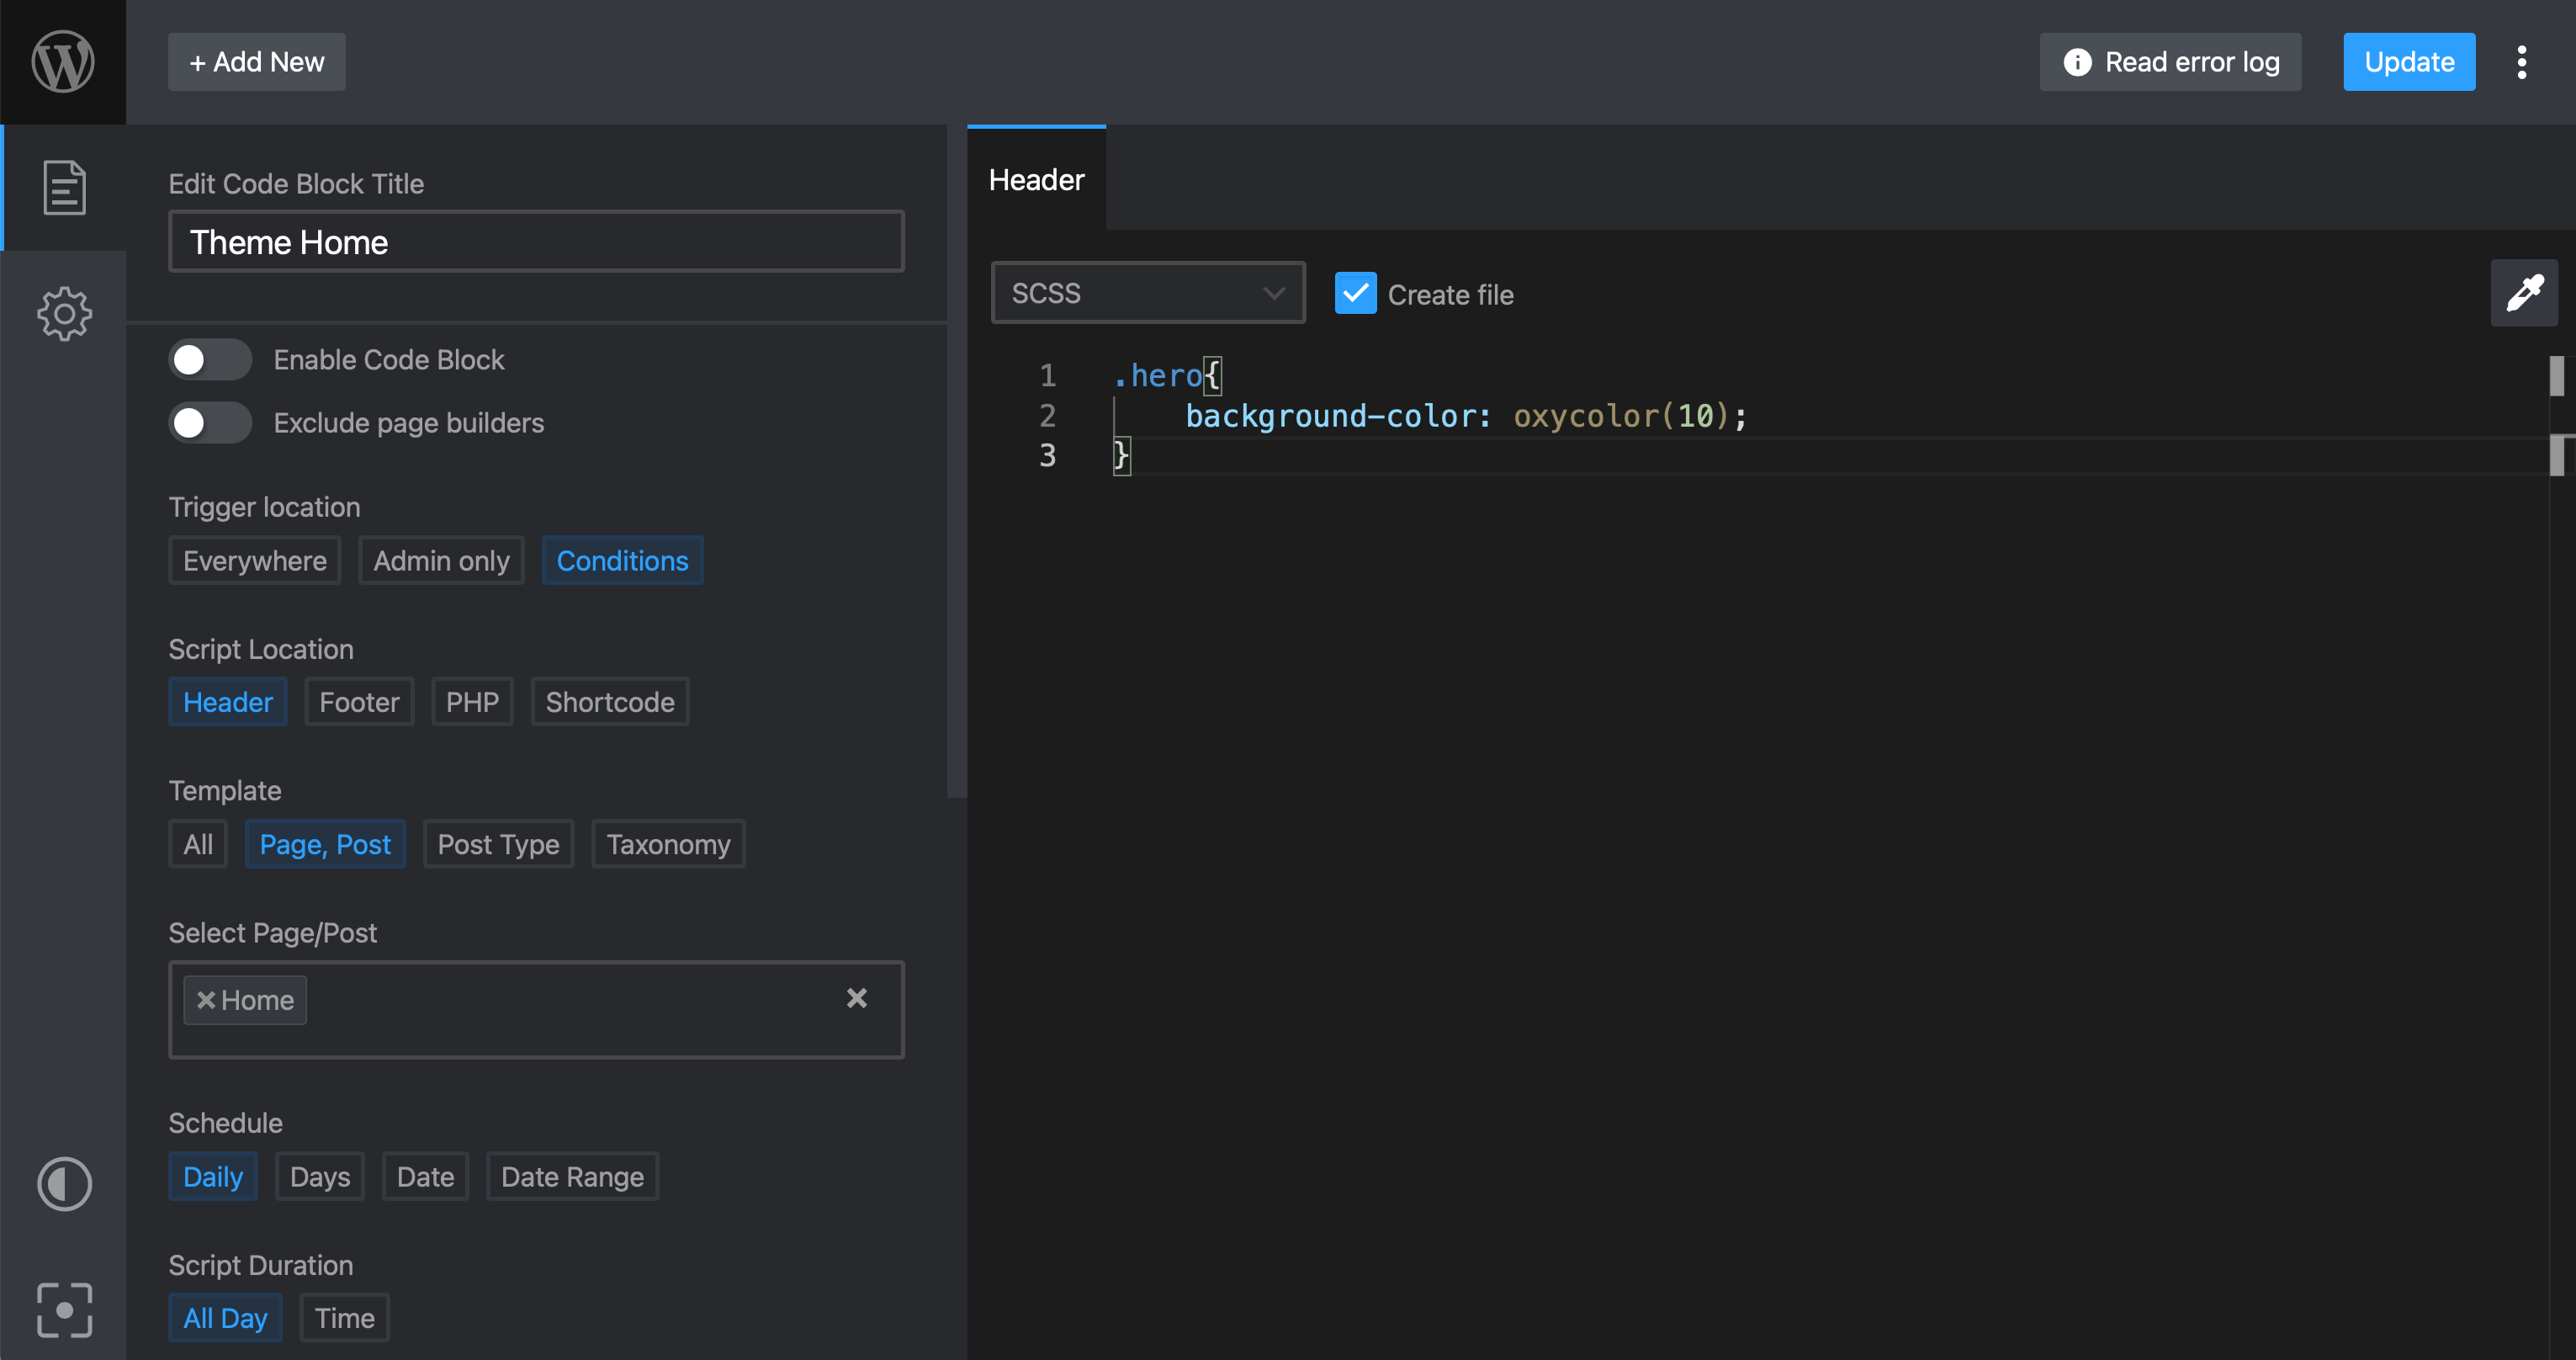 + Add New
Read error log
Update
Edit Code Block Title
Theme Home
Enable Code Block
Exclude page builders
Trigger location
Everywhere Admin only Conditions
Script Location
Header Footer PHP Shortcode
Template
All Page, Post Post Type Taxonomy
Select Page/Post
Home
Schedule
Daily Days Date Date Range
Script Duration
All Day Time
Header
SCSS
Create file
1 .hero{
2 background-color: oxycolor(10);
3 }